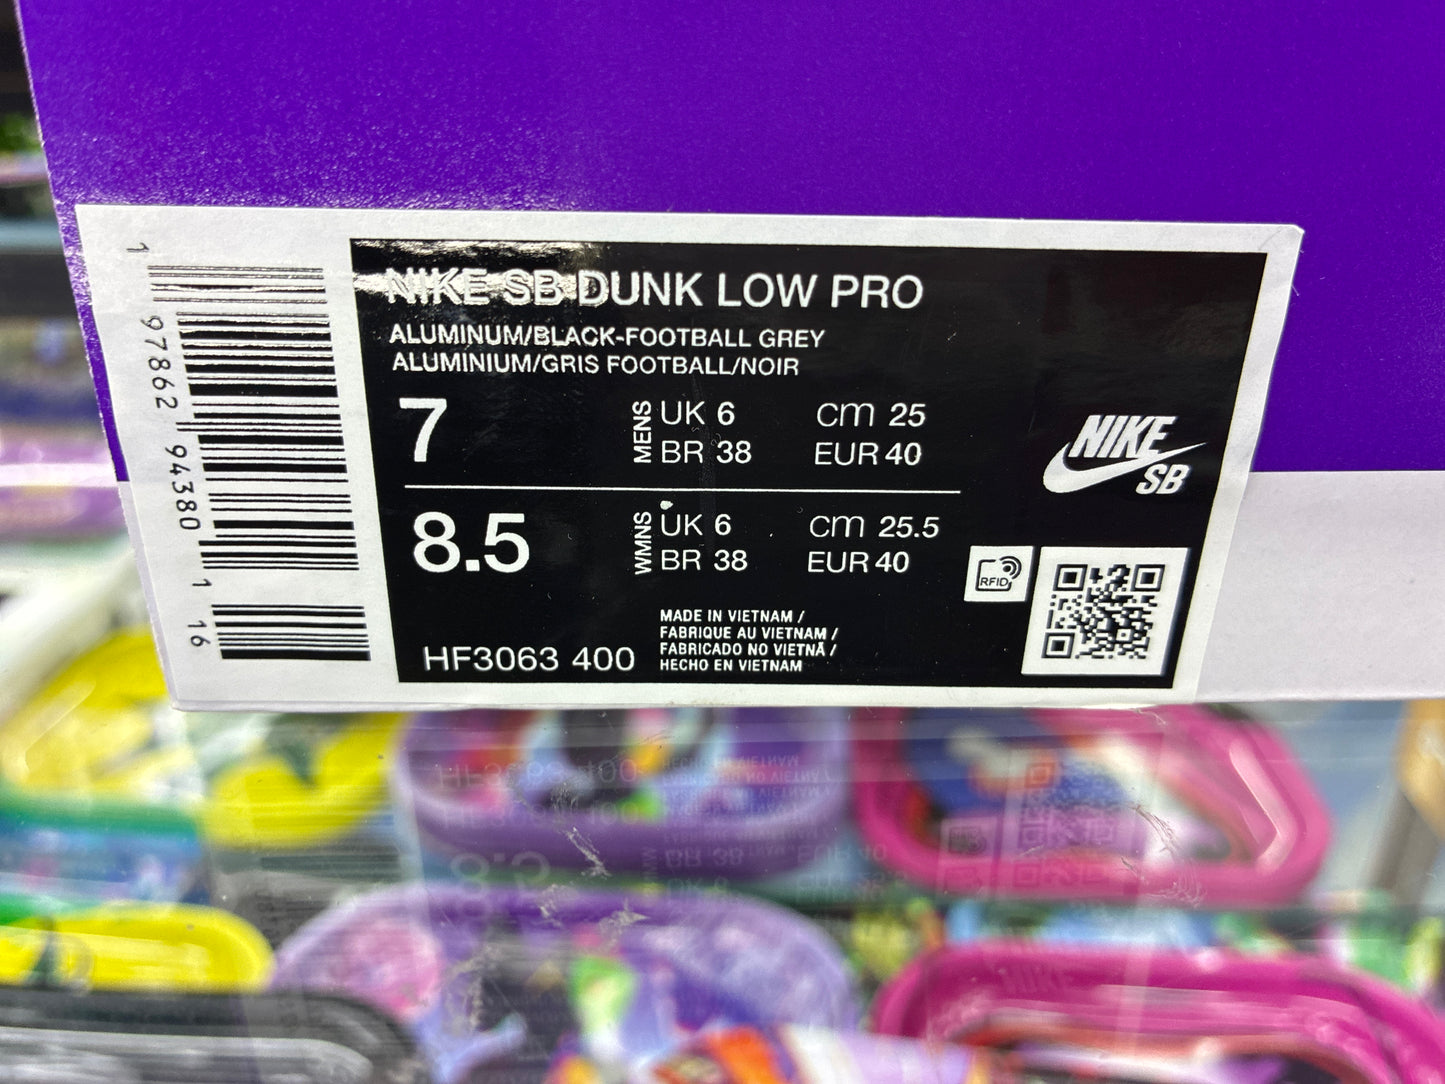 NIKE SB DUNK LOW PRO
ALUMINUM/BLACK-FOOTBALL GREY
ALUMINIUM/GRIS FOOTBALL/NOIR
7
MENS
UK 6 CM 25
BR 38 EUR 40
8.5
WMNS
UK 6 CM 25.5
BR 38 EUR 40
HF3063 400
MADE IN VIETNAM /
FABRIQUE AU VIETNAM /
FABRICADO NO VIETNÃ /
HECHO EN VIETNAM
NIKE
SB
RFID
1 97862 94380 1 16